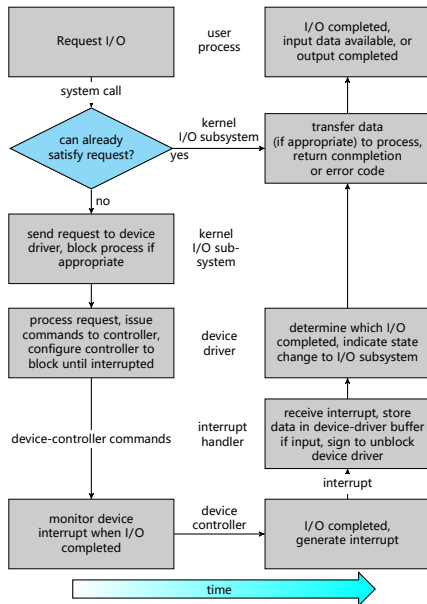 Request I/O
user
process
I/O completed,
input data available, or
output completed
system call
can already
satisfy request?
yes
no
kernel
I/O subsystem
transfer data
(if appropriate) to process,
return conmpletion
or error code
send request to device
driver, block process if
appropriate
kernel
I/O sub-
system
process request, issue
commands to controller,
configure controller to
block until interrupted
device
driver
determine which I/O
completed, indicate state
change to I/O subsystem
device-controller commands
interrupt
handler
receive interrupt, store
data in device-driver buffer
if input, sign to unblock
device driver
interrupt
monitor device
interrupt when I/O
completed
device
controller
I/O completed,
generate interrupt
time